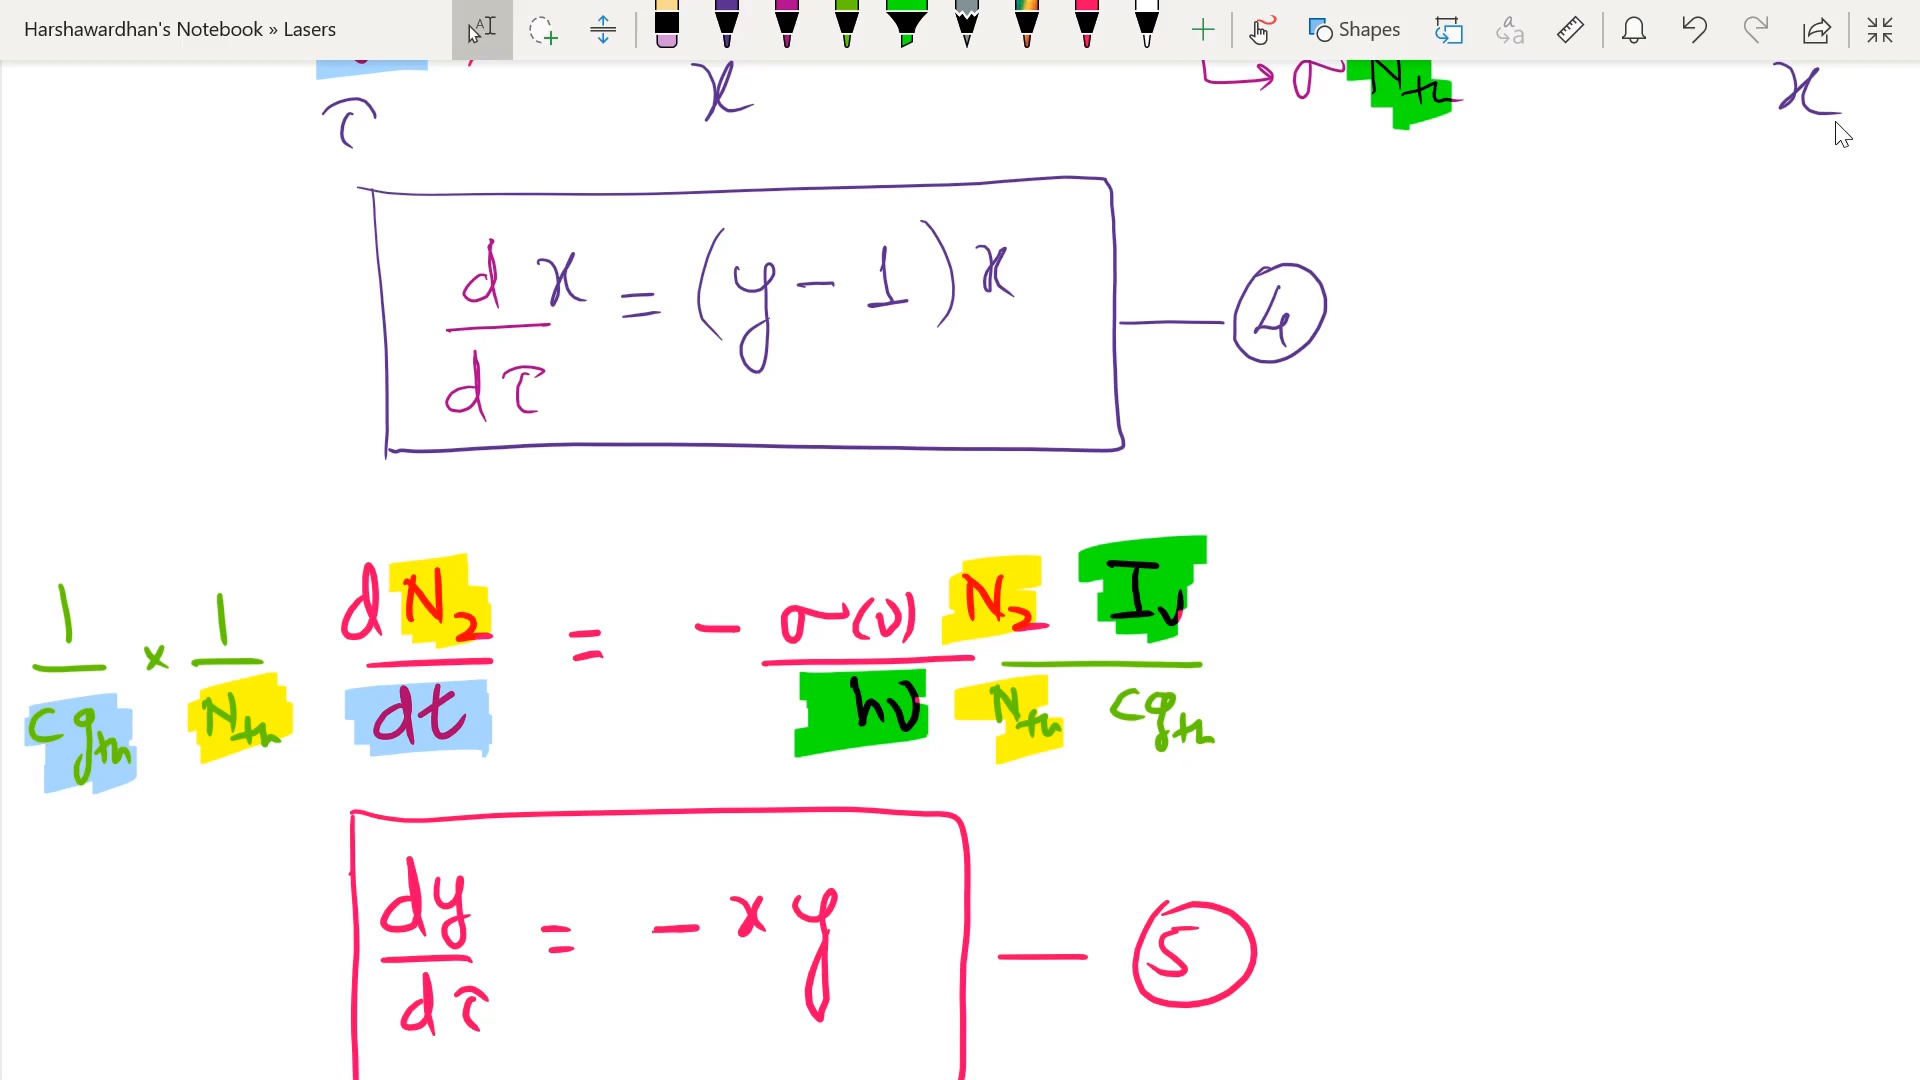 Harshawardhan's Notebook » Lasers
Shapes
τ x → σ N_th x
dx/dτ = (y - 1) x — ④
1/(cg_th) × 1/N_th dN₂/dt = - σ(ν)/hν N₂/N_th I_ν/(cg_th)
dy/dτ = - x y — ⑤